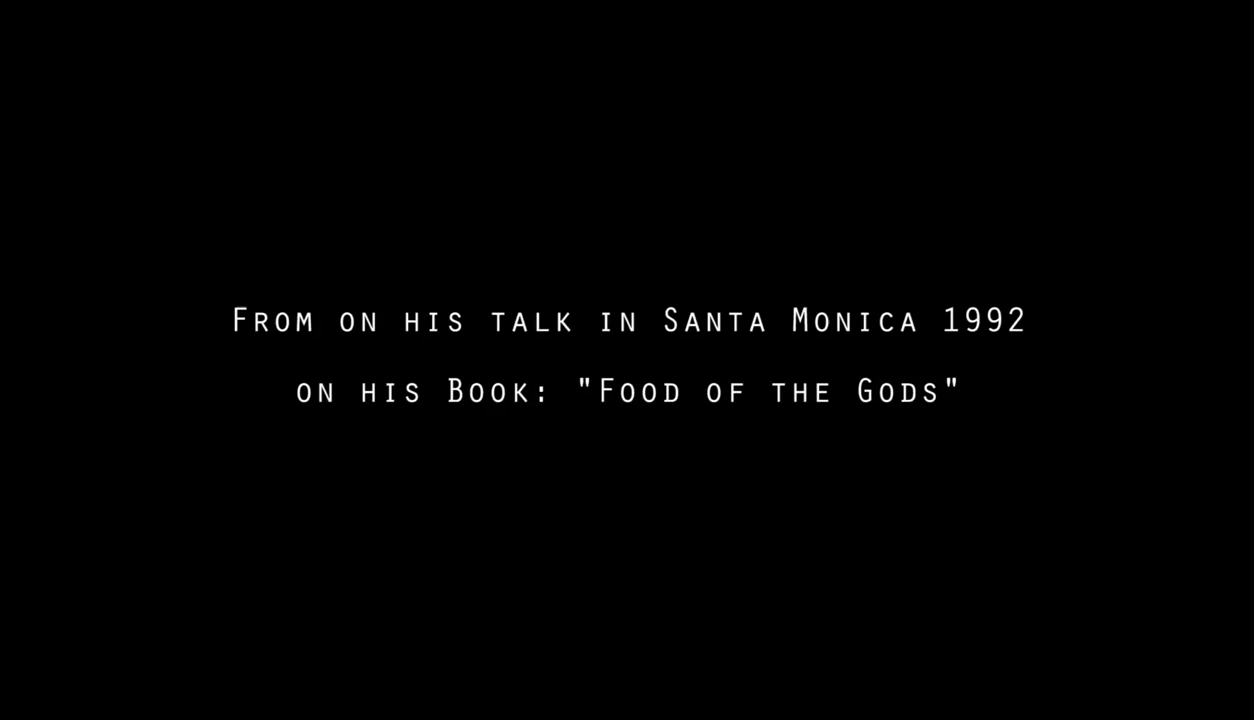 From on his talk in Santa Monica 1992
on his Book: "Food of the Gods"